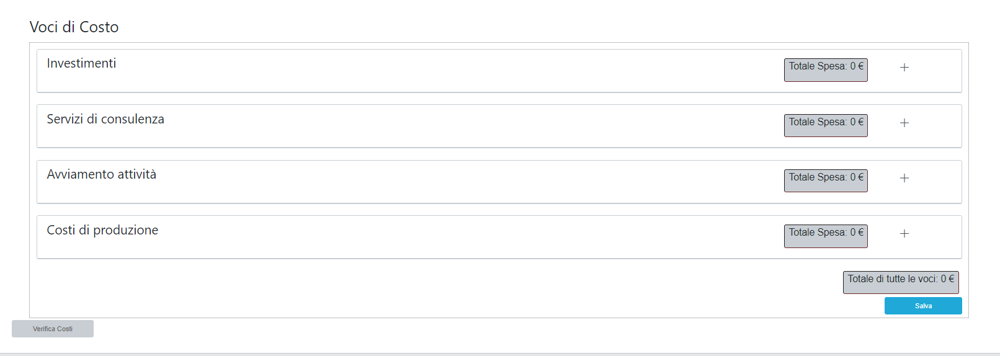 Voci di Costo
Investimenti
Totale Spesa: 0 €
Servizi di consulenza
Totale Spesa: 0 €
Avviamento attività
Totale Spesa: 0 €
Costi di produzione
Totale Spesa: 0 €
Totale di tutte le voci: 0 €
Salva
Verifica Costi